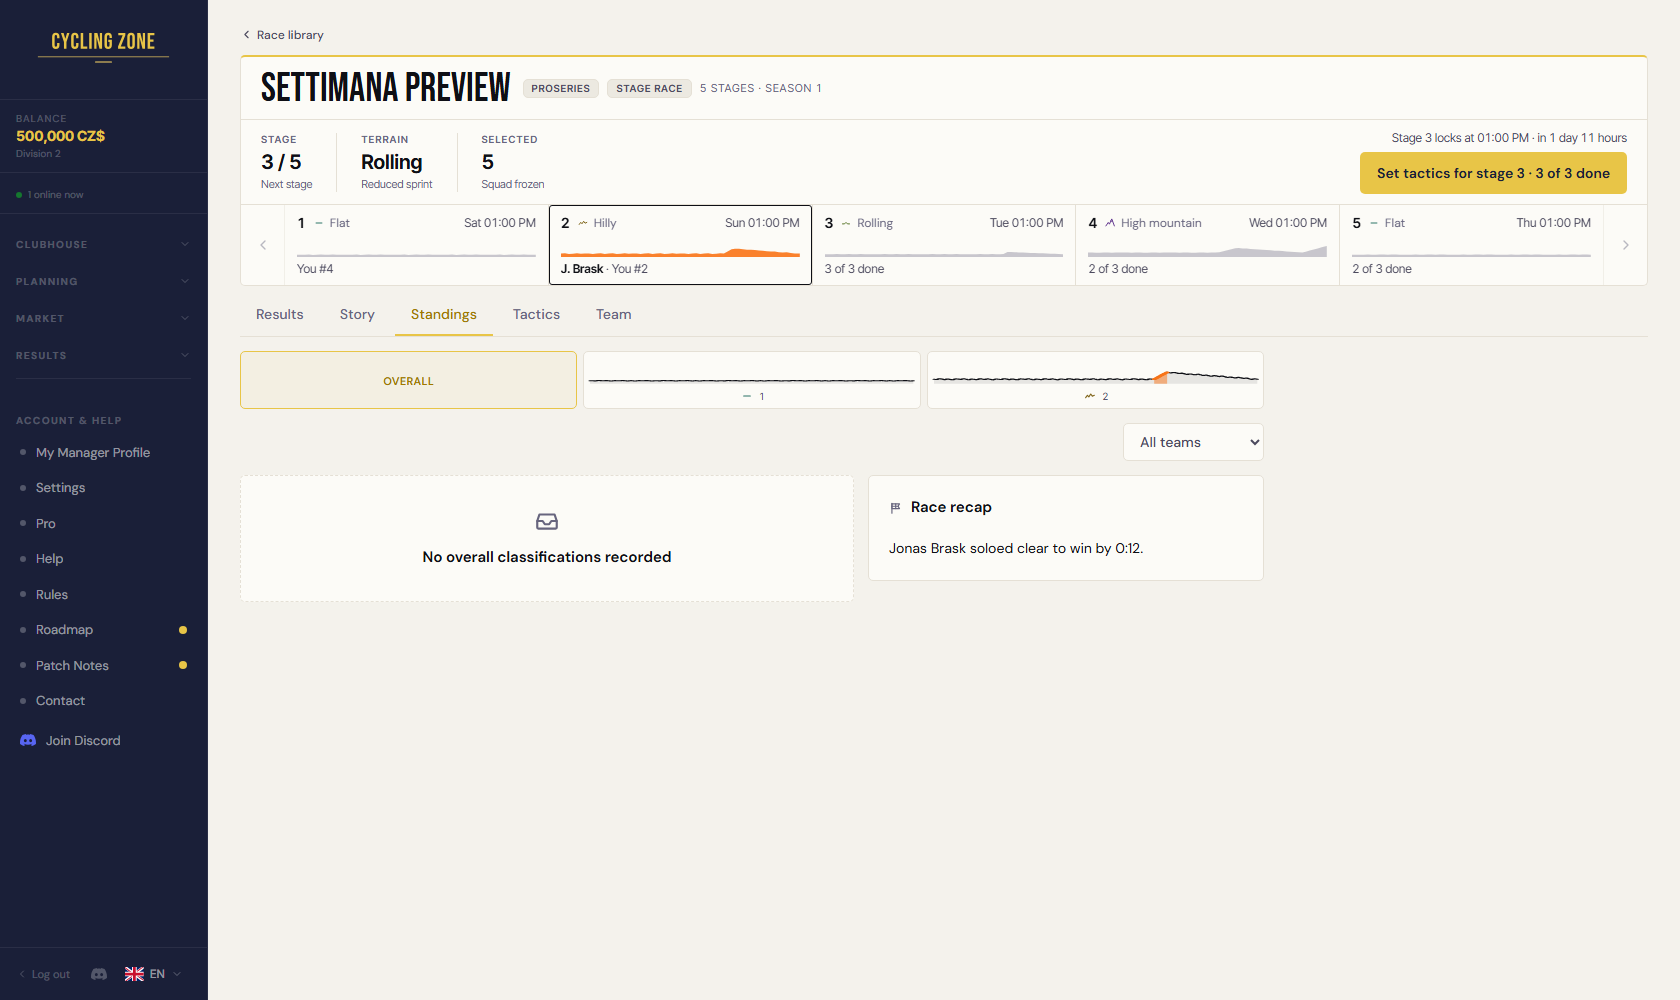 CYCLING ZONE
BALANCE
500,000 CZ$
Division 2
1 online now
CLUBHOUSE
PLANNING
MARKET
RESULTS
ACCOUNT & HELP
My Manager Profile
Settings
Pro
Help
Rules
Roadmap
Patch Notes
Contact
Join Discord
Log out
EN
Race library
SETTIMANA PREVIEW PROSERIES STAGE RACE 5 STAGES · SEASON 1
STAGE
3 / 5
Next stage
TERRAIN
Rolling
Reduced sprint
SELECTED
5
Squad frozen
Stage 3 locks at 01:00 PM · in 1 day 11 hours
Set tactics for stage 3 · 3 of 3 done
1 Flat Sat 01:00 PM
You #4
2 Hilly Sun 01:00 PM
J. Brask · You #2
3 Rolling Tue 01:00 PM
3 of 3 done
4 High mountain Wed 01:00 PM
2 of 3 done
5 Flat Thu 01:00 PM
2 of 3 done
Results Story Standings Tactics Team
OVERALL
1
2
All teams
No overall classifications recorded
Race recap
Jonas Brask soloed clear to win by 0:12.